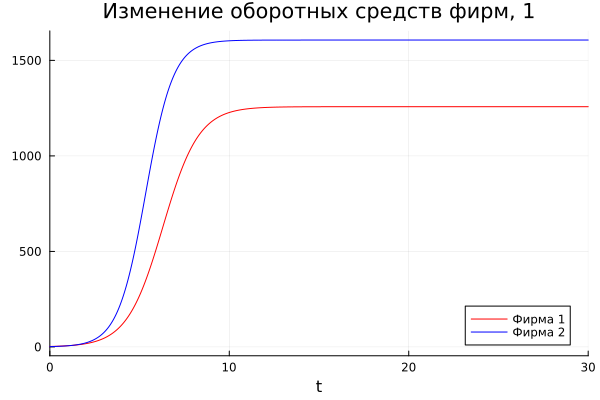 Изменение оборотных средств фирм, 1
1500
1000
500
0
0 10 20 30
t
Фирма 1
Фирма 2